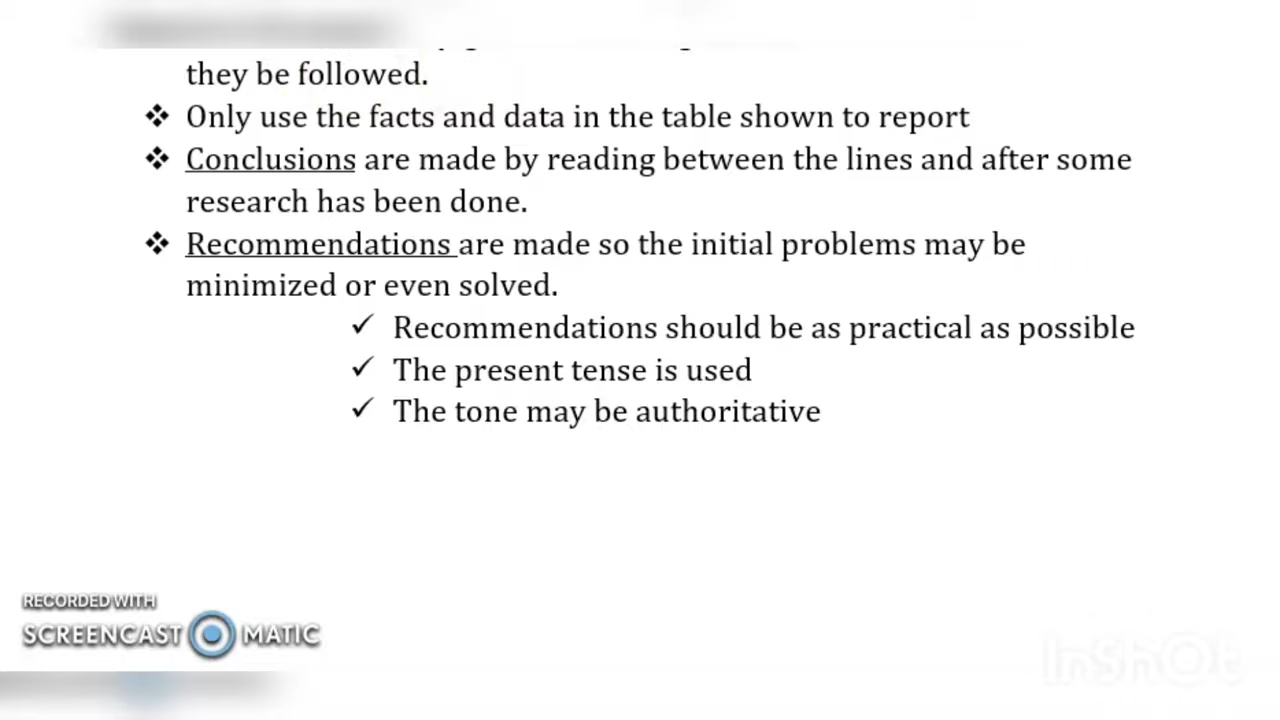 they be followed.
❖ Only use the facts and data in the table shown to report
❖ Conclusions are made by reading between the lines and after some
research has been done.
❖ Recommendations are made so the initial problems may be
minimized or even solved.
✓ Recommendations should be as practical as possible
✓ The present tense is used
✓ The tone may be authoritative
RECORDED WITH
SCREENCAST MATIC
InShOt